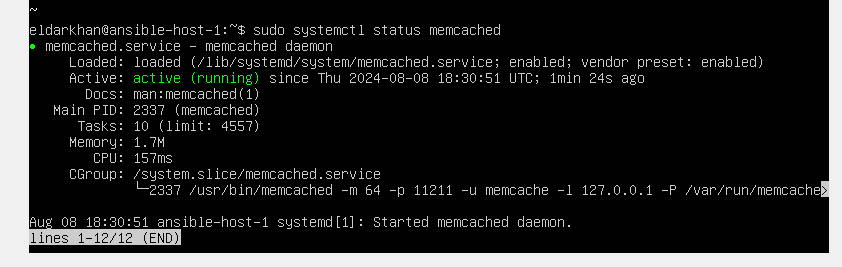 ~
eldarkhan@ansible-host-1:~$ sudo systemctl status memcached
● memcached.service - memcached daemon
     Loaded: loaded (/lib/systemd/system/memcached.service; enabled; vendor preset: enabled)
     Active: active (running) since Thu 2024-08-08 18:30:51 UTC; 1min 24s ago
       Docs: man:memcached(1)
   Main PID: 2337 (memcached)
      Tasks: 10 (limit: 4557)
     Memory: 1.7M
        CPU: 157ms
     CGroup: /system.slice/memcached.service
             └─2337 /usr/bin/memcached -m 64 -p 11211 -u memcache -l 127.0.0.1 -P /var/run/memcache>
Aug 08 18:30:51 ansible-host-1 systemd[1]: Started memcached daemon.
lines 1-12/12 (END)